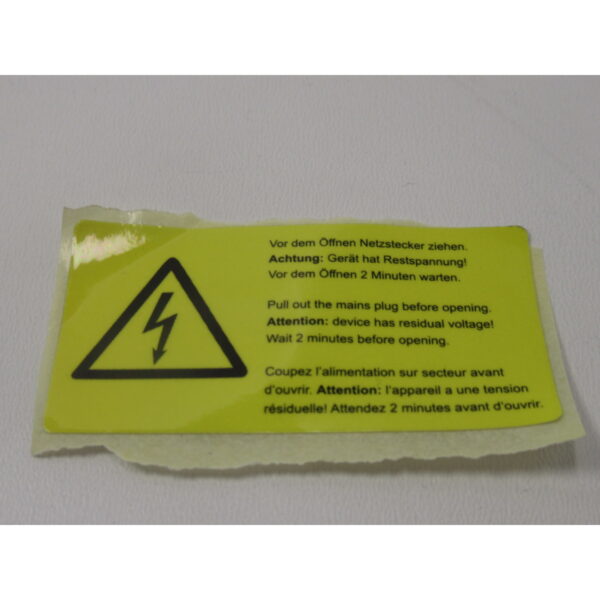 Vor dem Öffnen Netzstecker ziehen.
Achtung: Gerät hat Restspannung!
Vor dem Öffnen 2 Minuten warten.
Pull out the mains plug before opening.
Attention: device has residual voltage!
Wait 2 minutes before opening.
Coupez l'alimentation sur secteur avant
d'ouvrir. Attention: l'appareil a une tension
résiduelle! Attendez 2 minutes avant d'ouvrir.